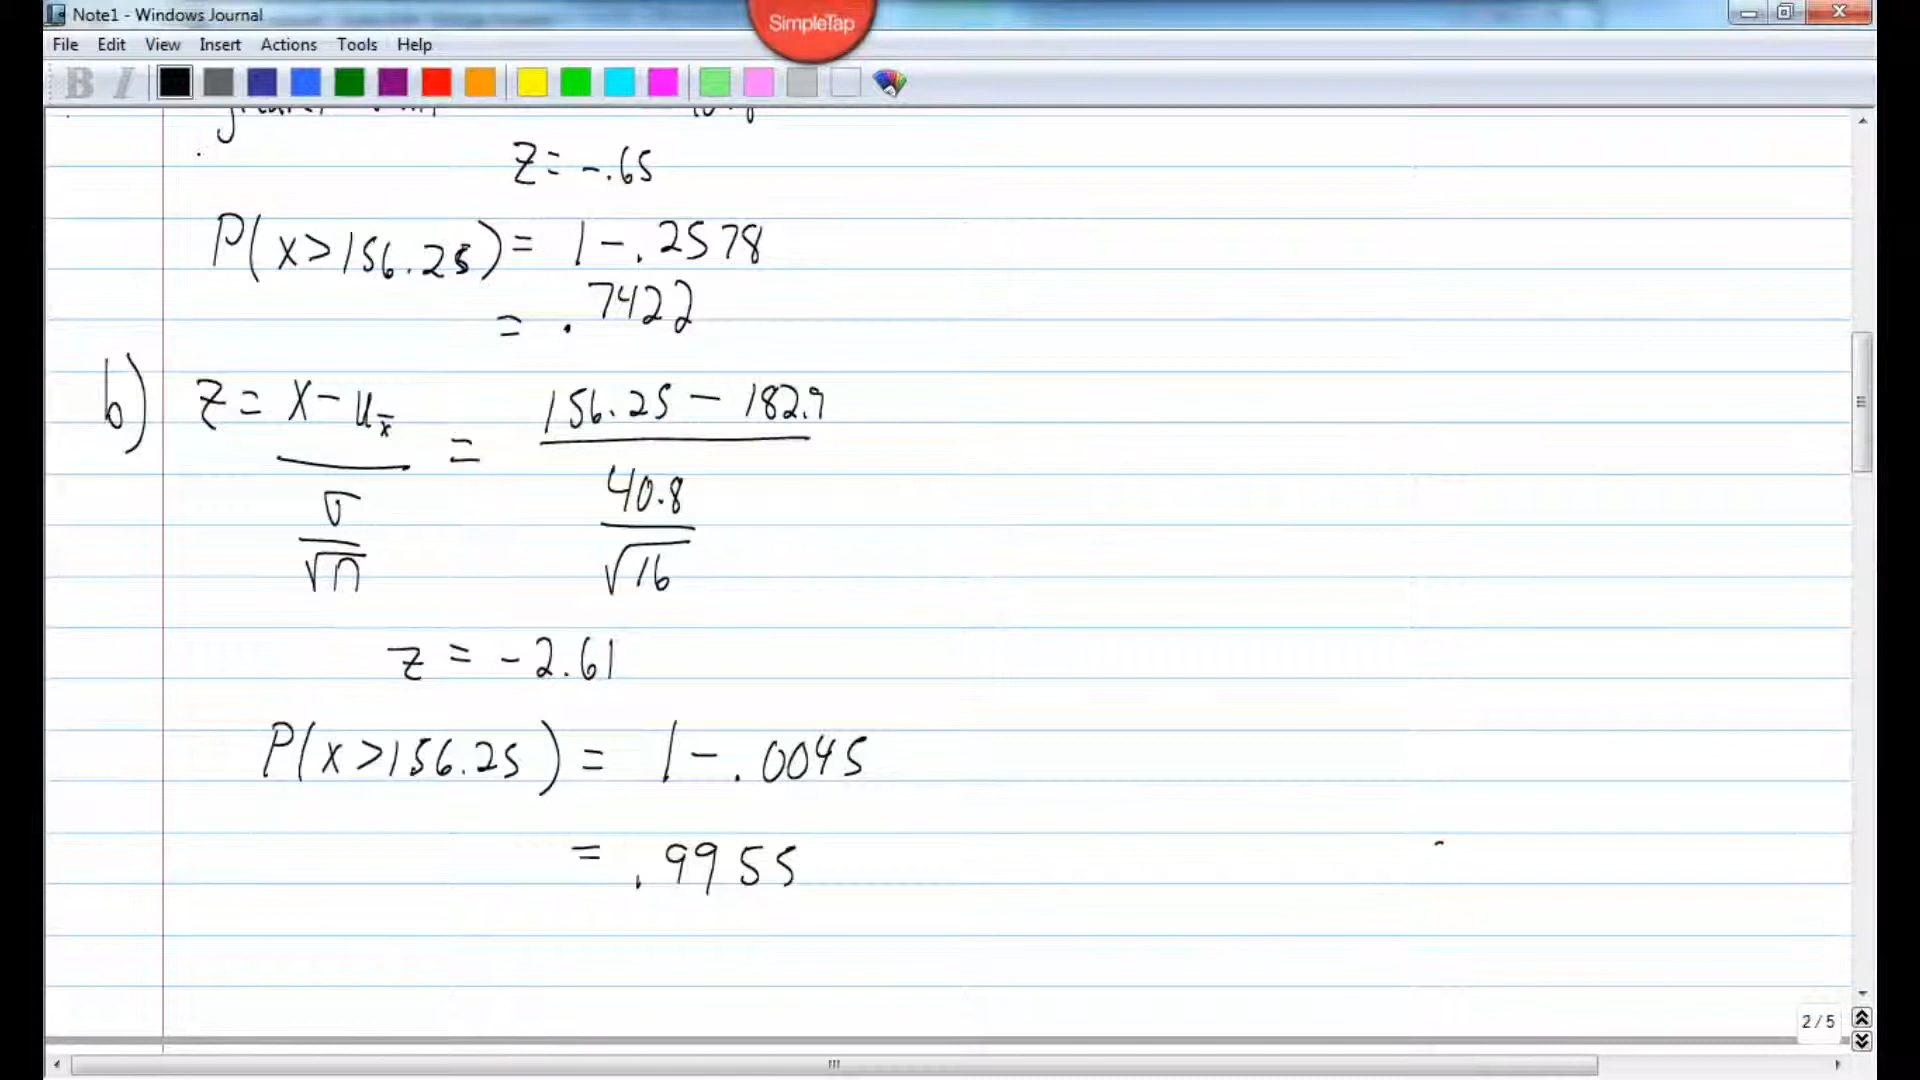 Note1 - Windows Journal
SimpleTap
File Edit View Insert Actions Tools Help
B I
z = -.65
P(x > 156.25) = 1 - .2578
= .7422
b) z = x - u_x̄ / σ/√n = 156.25 - 182.9 / 40.8/√16
z = -2.61
P(x > 156.25) = 1 - .0045
= .9955
2 / 5